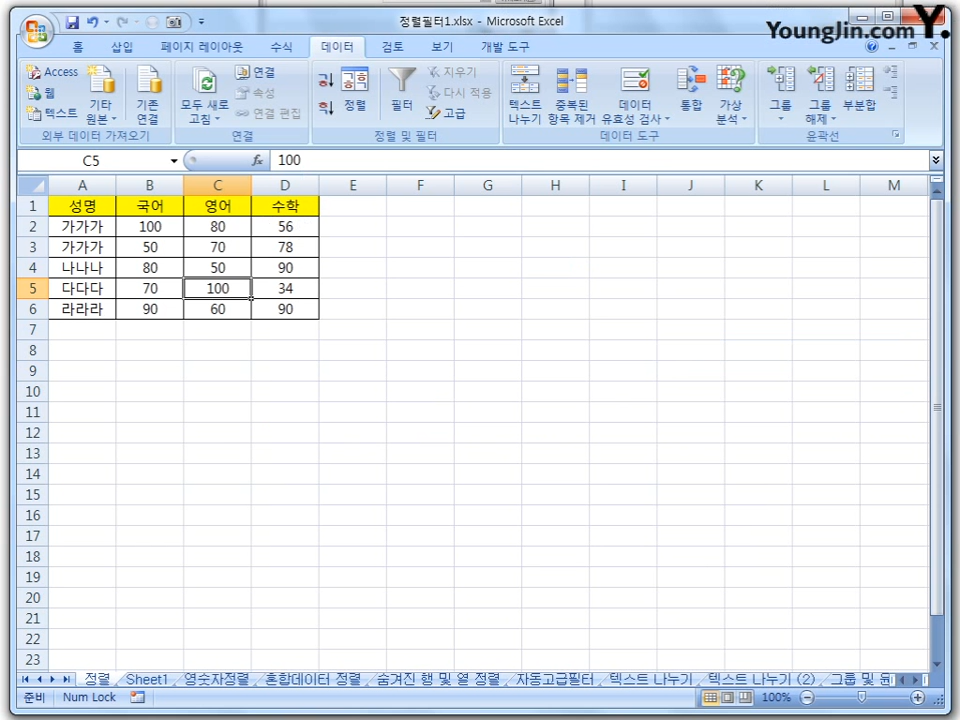 정렬필터1.xlsx - Microsoft Excel
YoungJin.com Y.
홈 삽입 페이지 레이아웃 수식 데이터 검토 보기 개발 도구
Access
웹
텍스트
기타 원본
기존 연결
외부 데이터 가져오기
모두 새로 고침
연결
속성
연결 편집
연결
정렬
필터
지우기
다시 적용
고급
정렬 및 필터
텍스트 나누기
중복된 항목 제거
데이터 유효성 검사
통합
가상 분석
데이터 도구
그룹
그룹 해제
부분합
윤곽선
C5 fx 100
A B C D E F G H I J K L M
1 성명 국어 영어 수학
2 가가가 100 80 56
3 가가가 50 70 78
4 나나나 80 50 90
5 다다다 70 100 34
6 라라라 90 60 90
7
8
9
10
11
12
13
14
15
16
17
18
19
20
21
22
23
정렬 Sheet1 영숫자정렬 혼합데이터 정렬 숨겨진 행 및 열 정렬 자동고급필터 텍스트 나누기 텍스트 나누기 (2) 그룹 및 윤
준비 Num Lock 100%